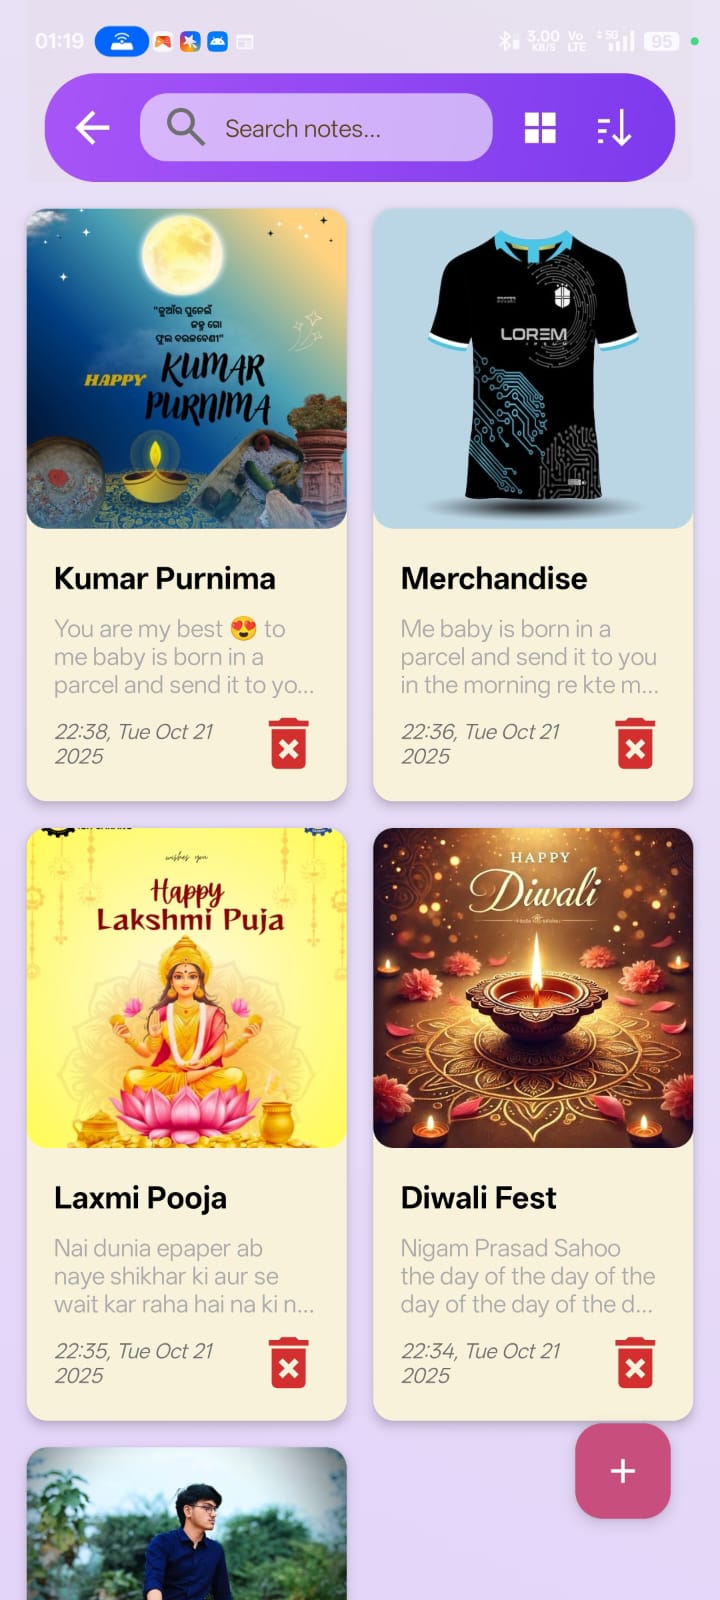 01:19
3.00
KB/S
Vo
LTE
5G
95
Search notes...
"କୁଆଁର ପୁନେଇଁ
ଜହ୍ନ ଗୋ
ଫୁଲ ବଉଳବେଣୀ"
HAPPY KUMAR
PURNIMA
LOREM
Kumar Purnima
You are my best 😍 to
me baby is born in a
parcel and send it to yo...
22:38, Tue Oct 21
2025
Merchandise
Me baby is born in a
parcel and send it to you
in the morning re kte m...
22:36, Tue Oct 21
2025
wishes you
Happy
Lakshmi Puja
HAPPY
Diwali
Laxmi Pooja
Nai dunia epaper ab
naye shikhar ki aur se
wait kar raha hai na ki n...
22:35, Tue Oct 21
2025
Diwali Fest
Nigam Prasad Sahoo
the day of the day of the
day of the day of the d...
22:34, Tue Oct 21
2025